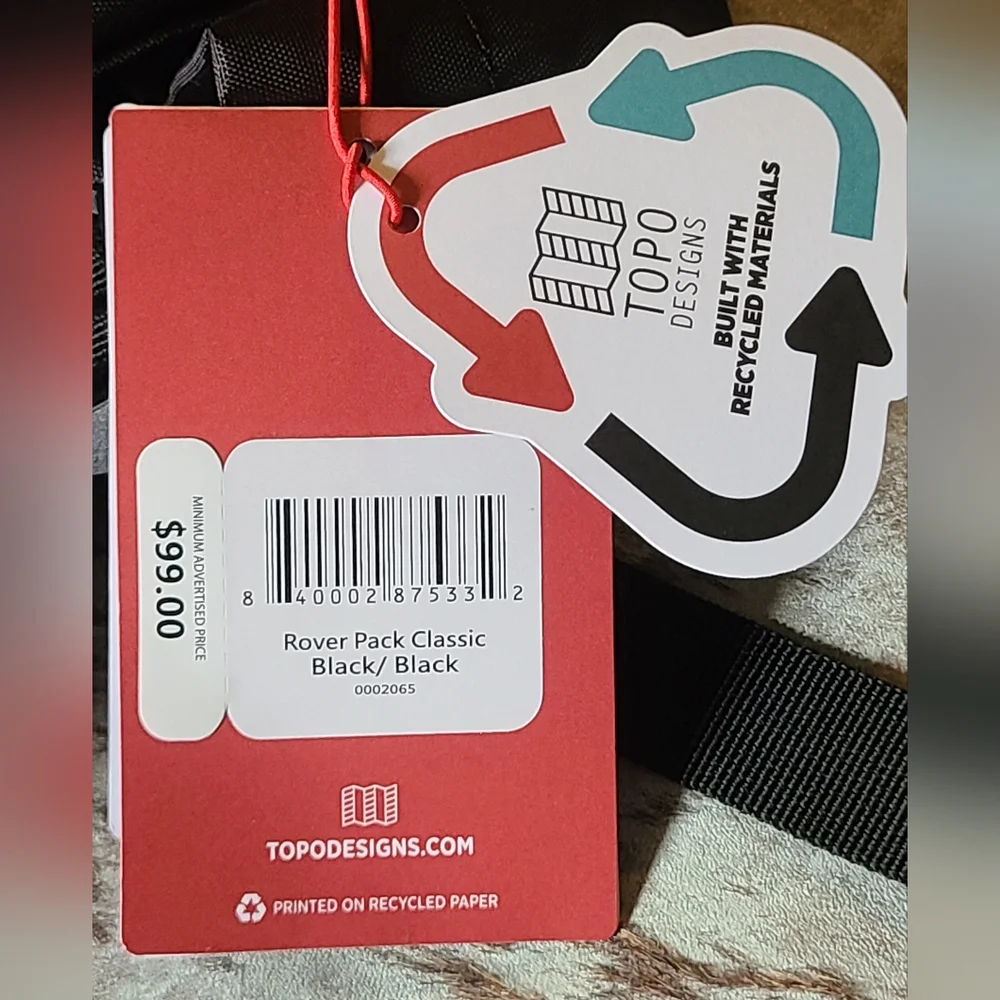 TOPO
DESIGNS
BUILT WITH
RECYCLED MATERIALS
MINIMUM ADVERTISED PRICE
$99.00
8 40002 87533 2
Rover Pack Classic
Black/ Black
0002065
TOPODESIGNS.COM
PRINTED ON RECYCLED PAPER